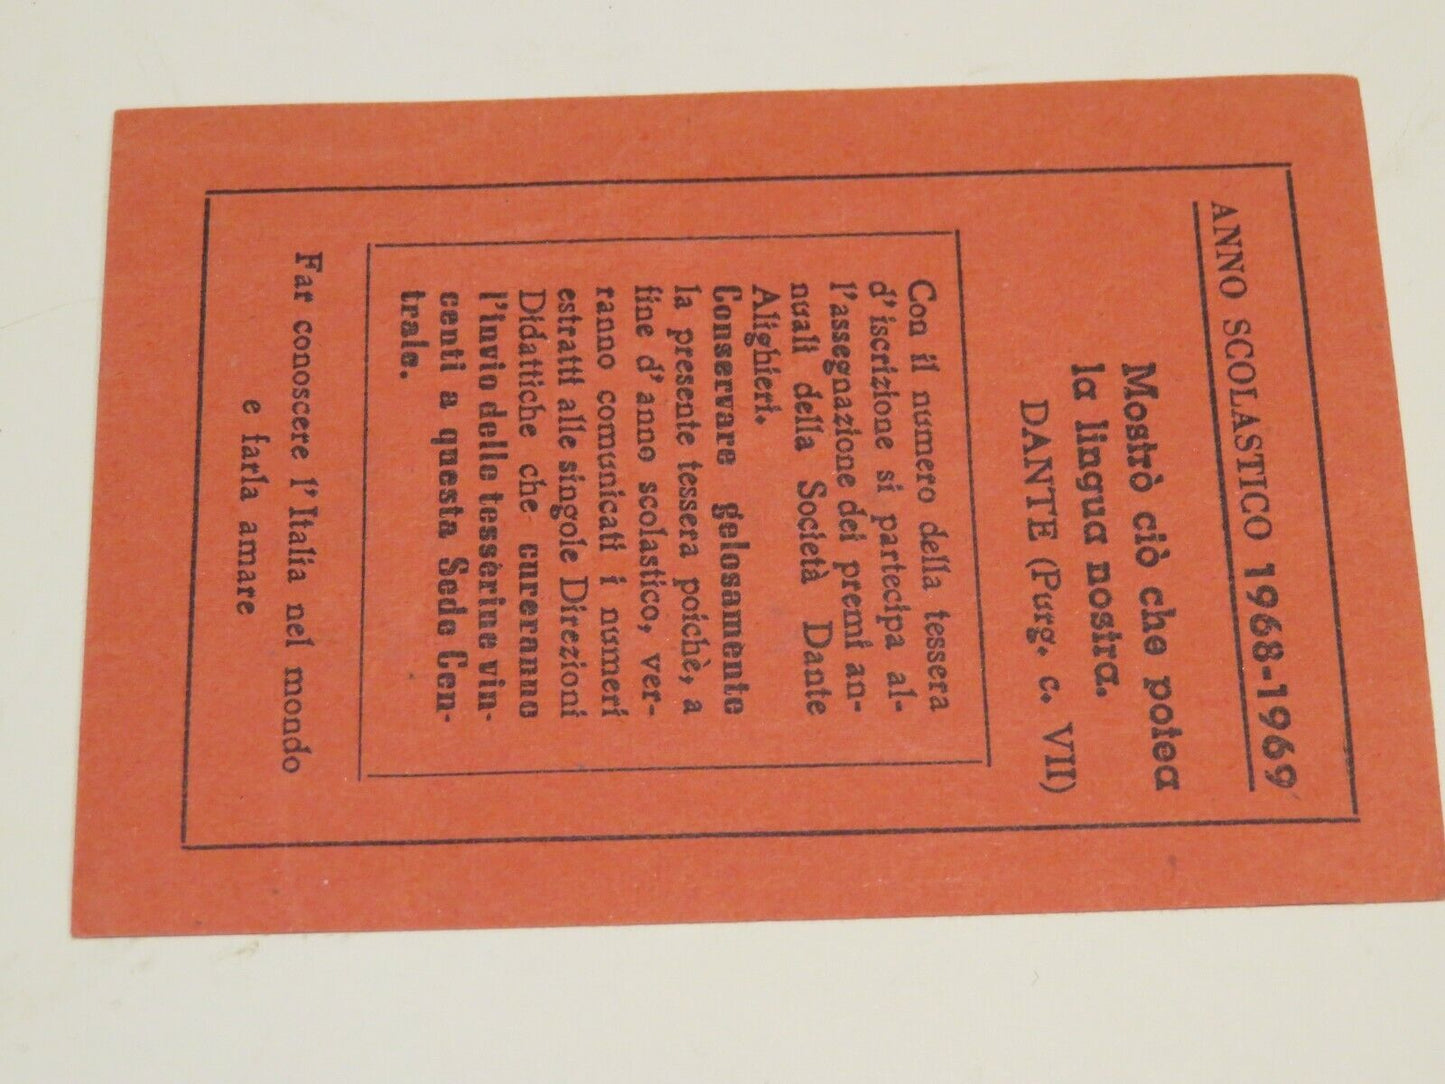 ANNO SCOLASTICO 1968-1969
Mostrò ciò che potea
la lingua nostra.
DANTE (Purg. c. VII)
Con il numero della tessera
d'iscrizione si partecipa al-
l'assegnazione dei premi an-
nuali della Società Dante
Alighieri.
Conservare gelosamente
la presente tessera poichè, a
fine d'anno scolastico, ver-
ranno comunicati i numeri
estratti alle singole Direzioni
Didattiche che cureranno
l'invio delle tesserine vin-
centi a questa Sede Cen-
trale.
Far conoscere l'Italia nel mondo
e farla amare